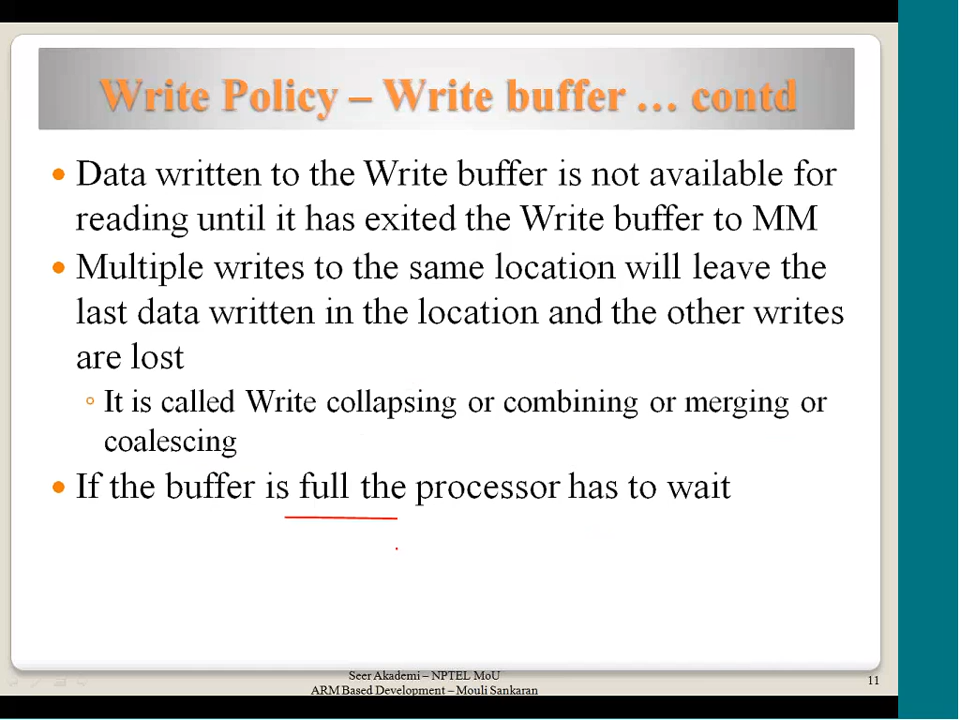 Write Policy – Write buffer … contd
Data written to the Write buffer is not available for
reading until it has exited the Write buffer to MM
Multiple writes to the same location will leave the
last data written in the location and the other writes
are lost
It is called Write collapsing or combining or merging or
coalescing
If the buffer is full the processor has to wait
Seer Akademi – NPTEL MoU
ARM Based Development – Mouli Sankaran
11